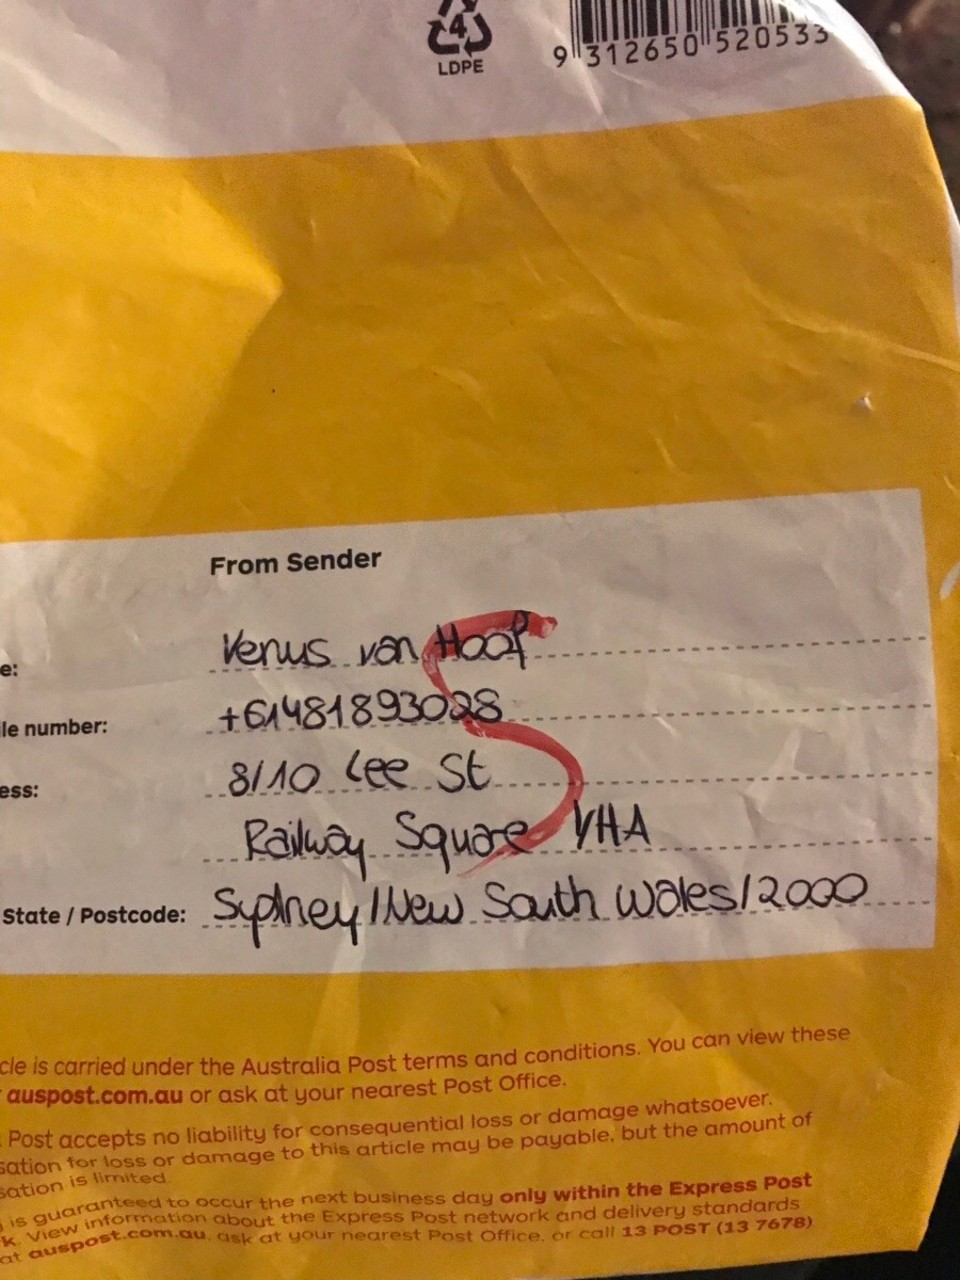 4
LDPE
9 312650 520533
From Sender
e: Venus van Hoof
le number: +61481893028
ess: 8/10 Lee St
Railway Square YHA
State / Postcode: Sydney/New South Wales/2000
S
cle is carried under the Australia Post terms and conditions. You can view these
auspost.com.au or ask at your nearest Post Office.
Post accepts no liability for consequential loss or damage whatsoever.
sation for loss or damage to this article may be payable, but the amount of
sation is limited.
is guaranteed to occur the next business day only within the Express Post
k. View information about the Express Post network and delivery standards
at auspost.com.au, ask at your nearest Post Office, or call 13 POST (13 7678)